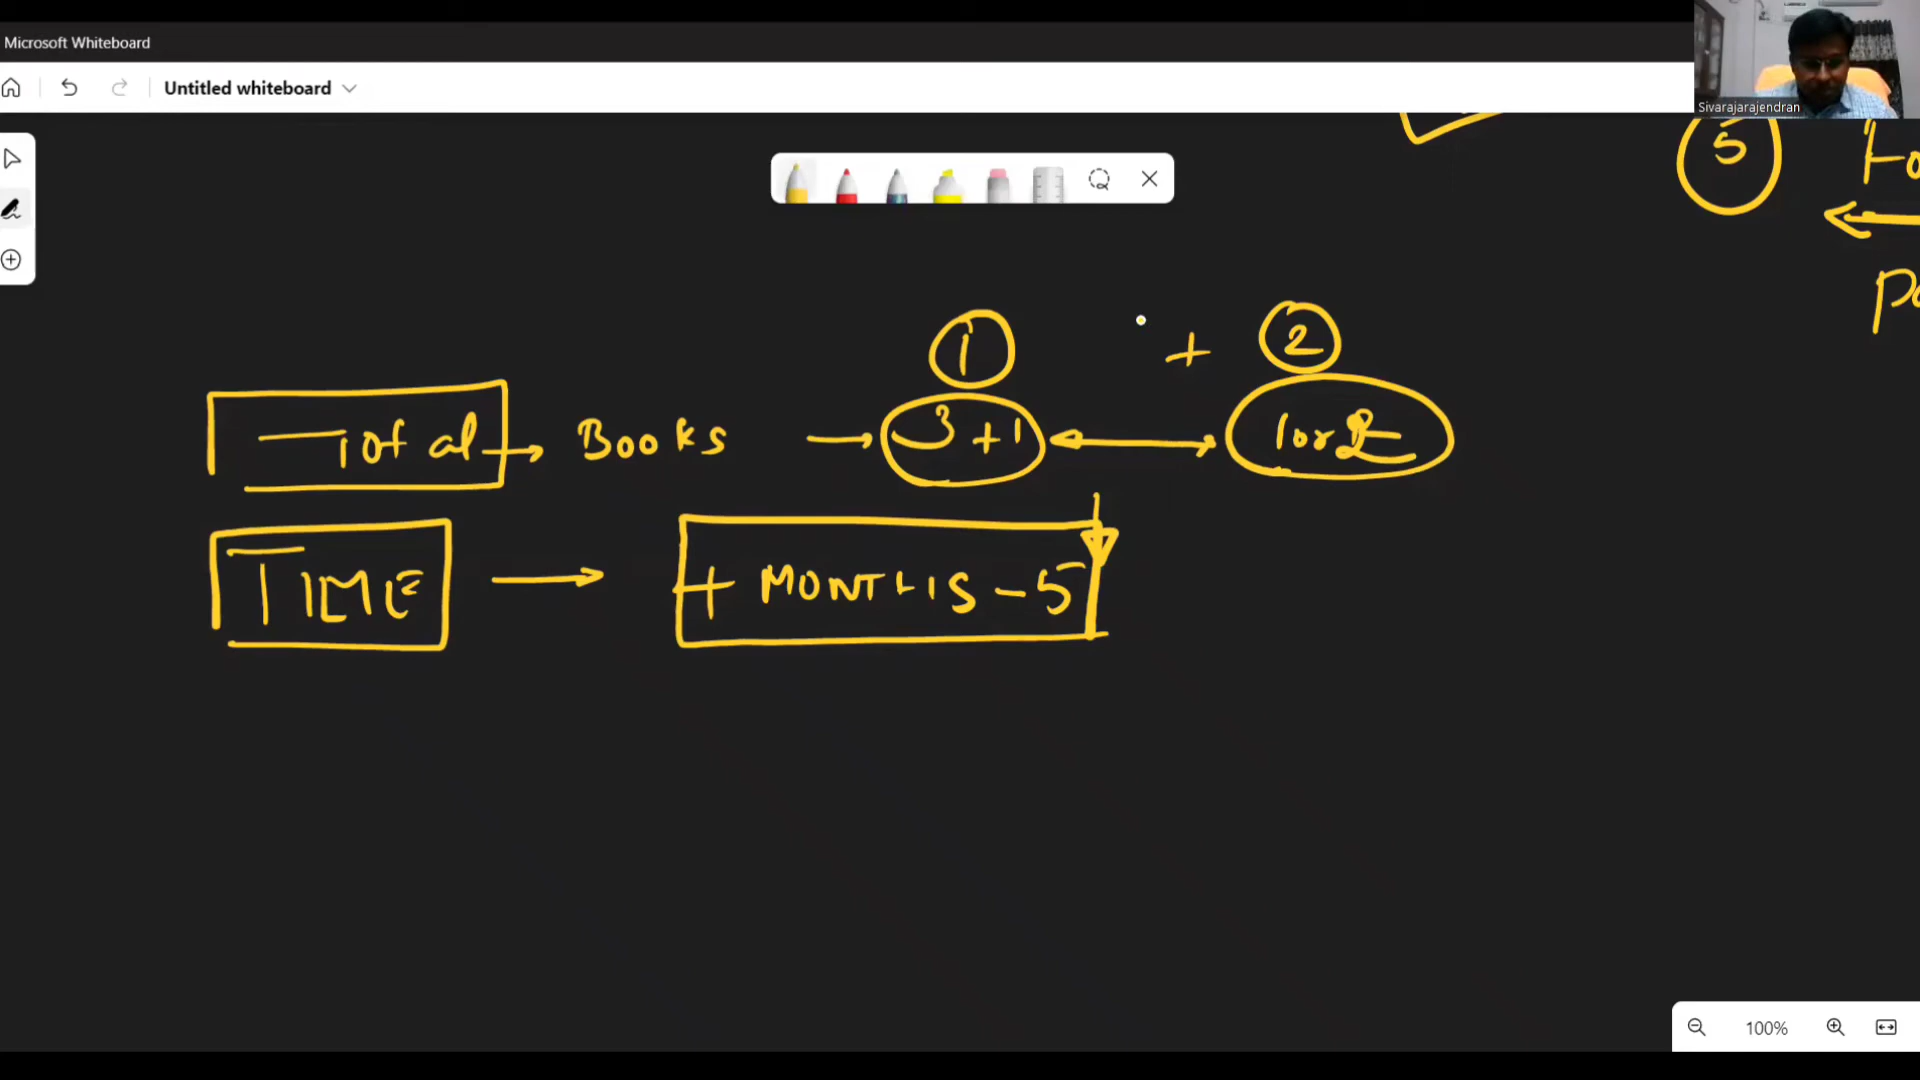 Microsoft Whiteboard
Untitled whiteboard
Sivarajarajendran
5
① + ②
Total → Books → 3+1 ↔ 1 or 2
TIME → + MONTHS - 5
100%